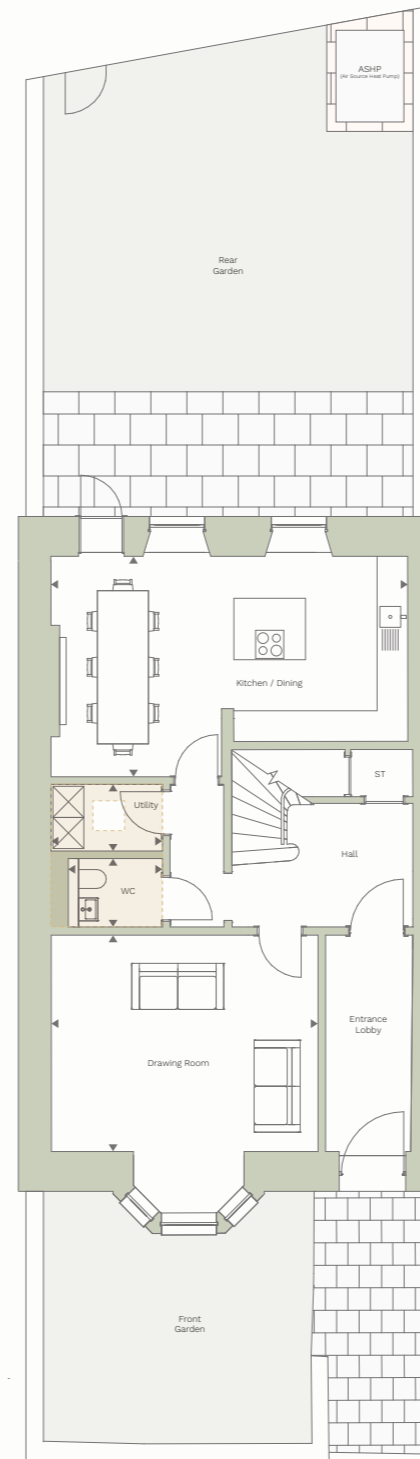 ASHP
(Air Source Heat Pump)
Rear
Garden
Kitchen / Dining
ST
Utility
Hall
WC
Entrance
Lobby
Drawing Room
Front
Garden